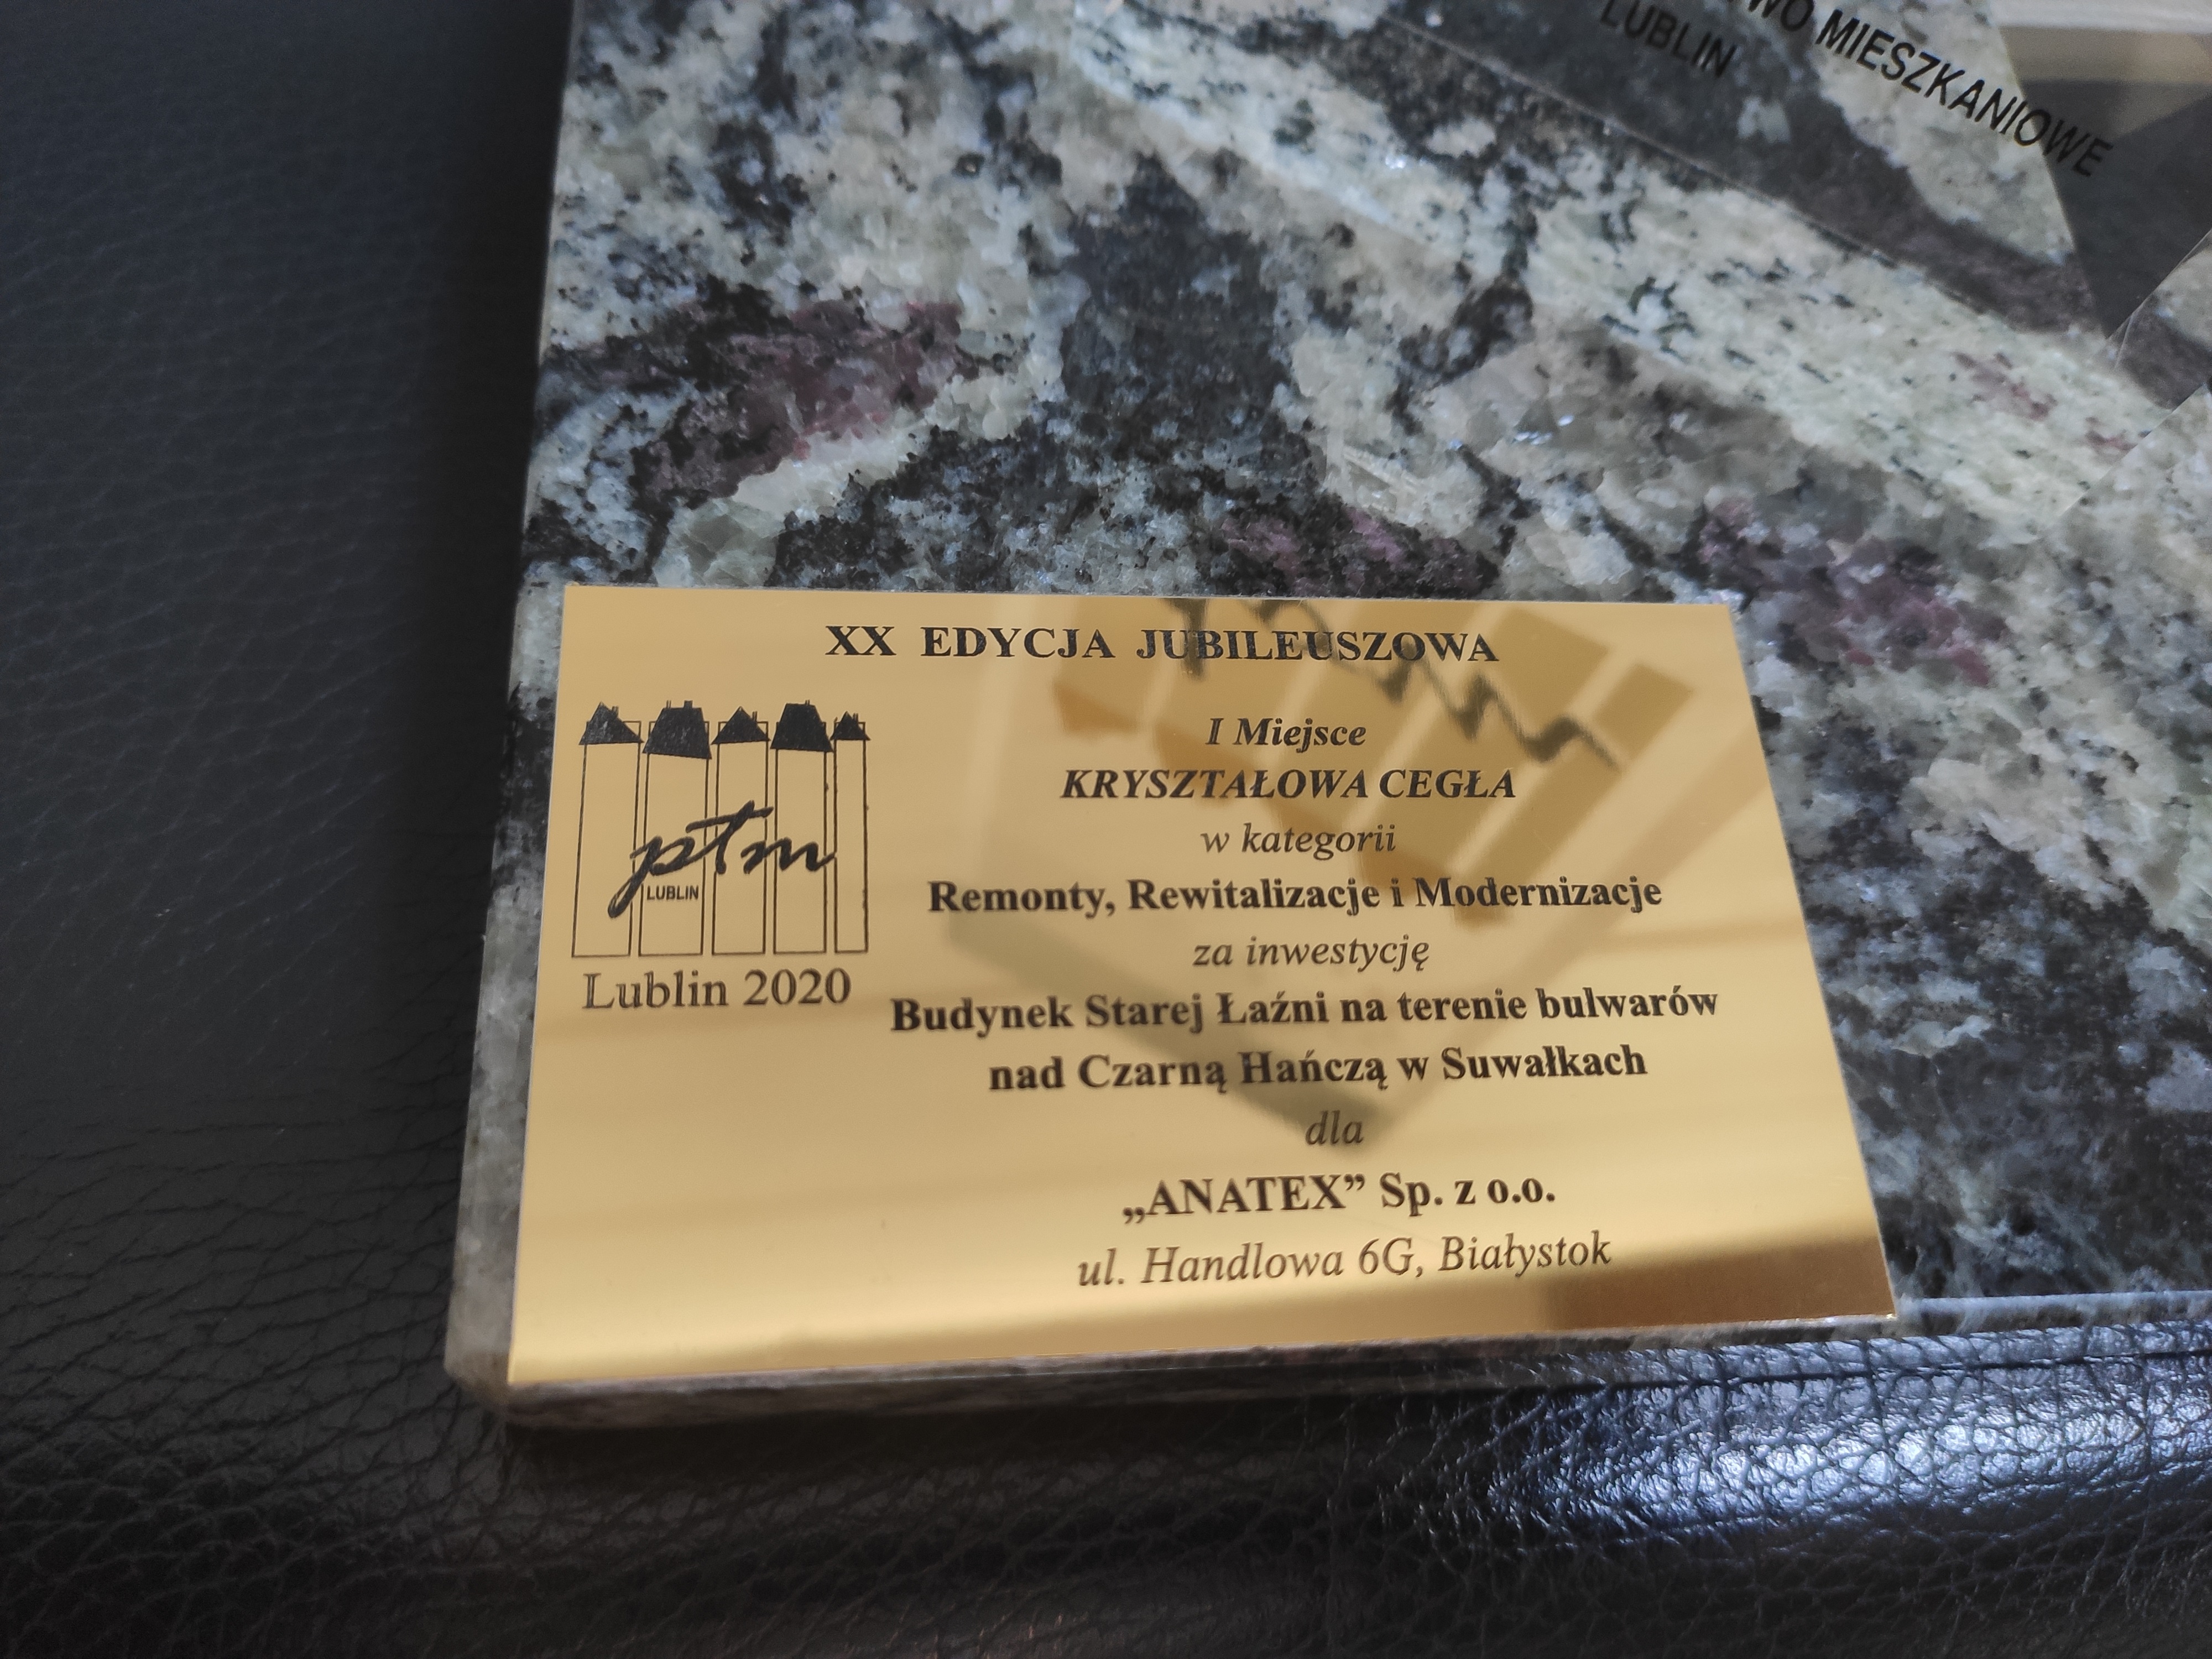 MIESZKANIOWE
LUBLIN
XX EDYCJA JUBILEUSZOWA
ptm
LUBLIN
Lublin 2020
I Miejsce
KRYSZTAŁOWA CEGŁA
w kategorii
Remonty, Rewitalizacje i Modernizacje
za inwestycję
Budynek Starej Łaźni na terenie bulwarów
nad Czarną Hańczą w Suwałkach
dla
„ANATEX” Sp. z o.o.
ul. Handlowa 6G, Białystok